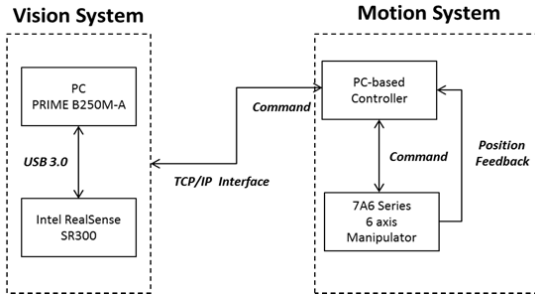 Vision System
PC
PRIME B250M-A
USB 3.0
Intel RealSense
SR300
TCP/IP Interface
Command
Motion System
PC-based
Controller
Command
Position
Feedback
7A6 Series
6 axis
Manipulator